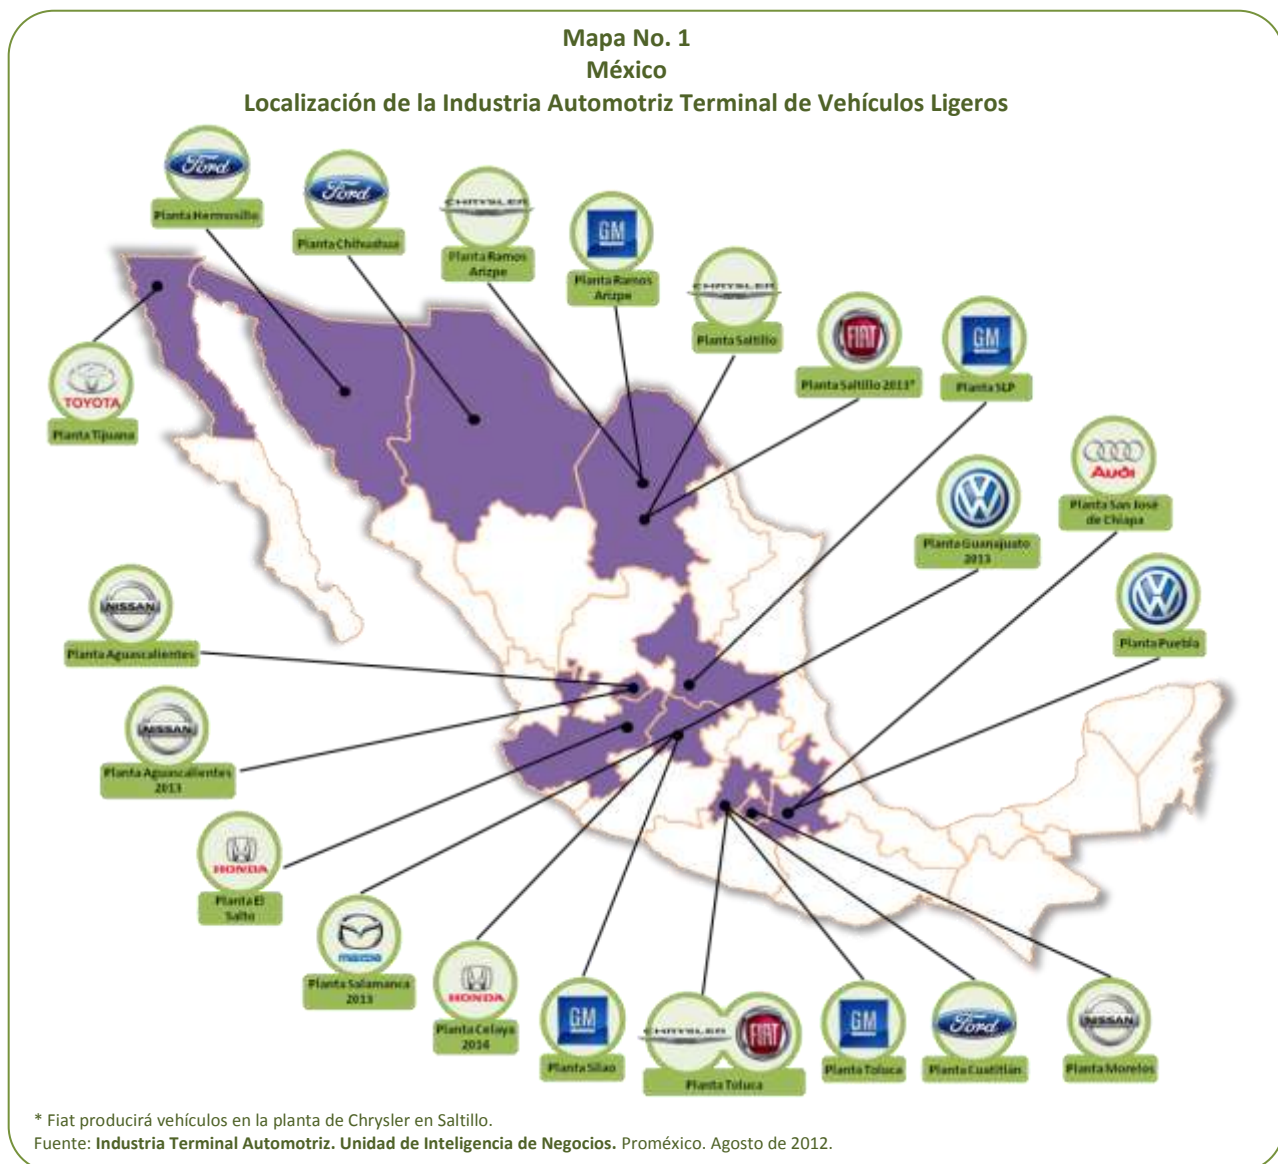 Mapa No. 1
México
Localización de la Industria Automotriz Terminal de Vehículos Ligeros
Ford
Planta Hermosillo
Ford
Planta Chihuahua
CHRYSLER
Planta Ramos
Arizpe
GM
Planta Ramos
Arizpe
CHRYSLER
Planta Saltillo
FIAT
Planta Saltillo 2013*
GM
Planta SLP
TOYOTA
Planta Tijuana
Audi
Planta San José
de Chiapa
VW
Planta Guanajuato
2013
VW
Planta Puebla
NISSAN
Planta Aguascalientes
NISSAN
Planta Aguascalientes
2013
HONDA
Planta El
Salto
mazda
Planta Salamanca
2013
HONDA
Planta Celaya
2014
GM
Planta Silao
CHRYSLER
FIAT
Planta Toluca
GM
Planta Toluca
Ford
Planta Cuatitlán
NISSAN
Planta Morelos
* Fiat producirá vehículos en la planta de Chrysler en Saltillo.
Fuente: Industria Terminal Automotriz. Unidad de Inteligencia de Negocios. Proméxico. Agosto de 2012.